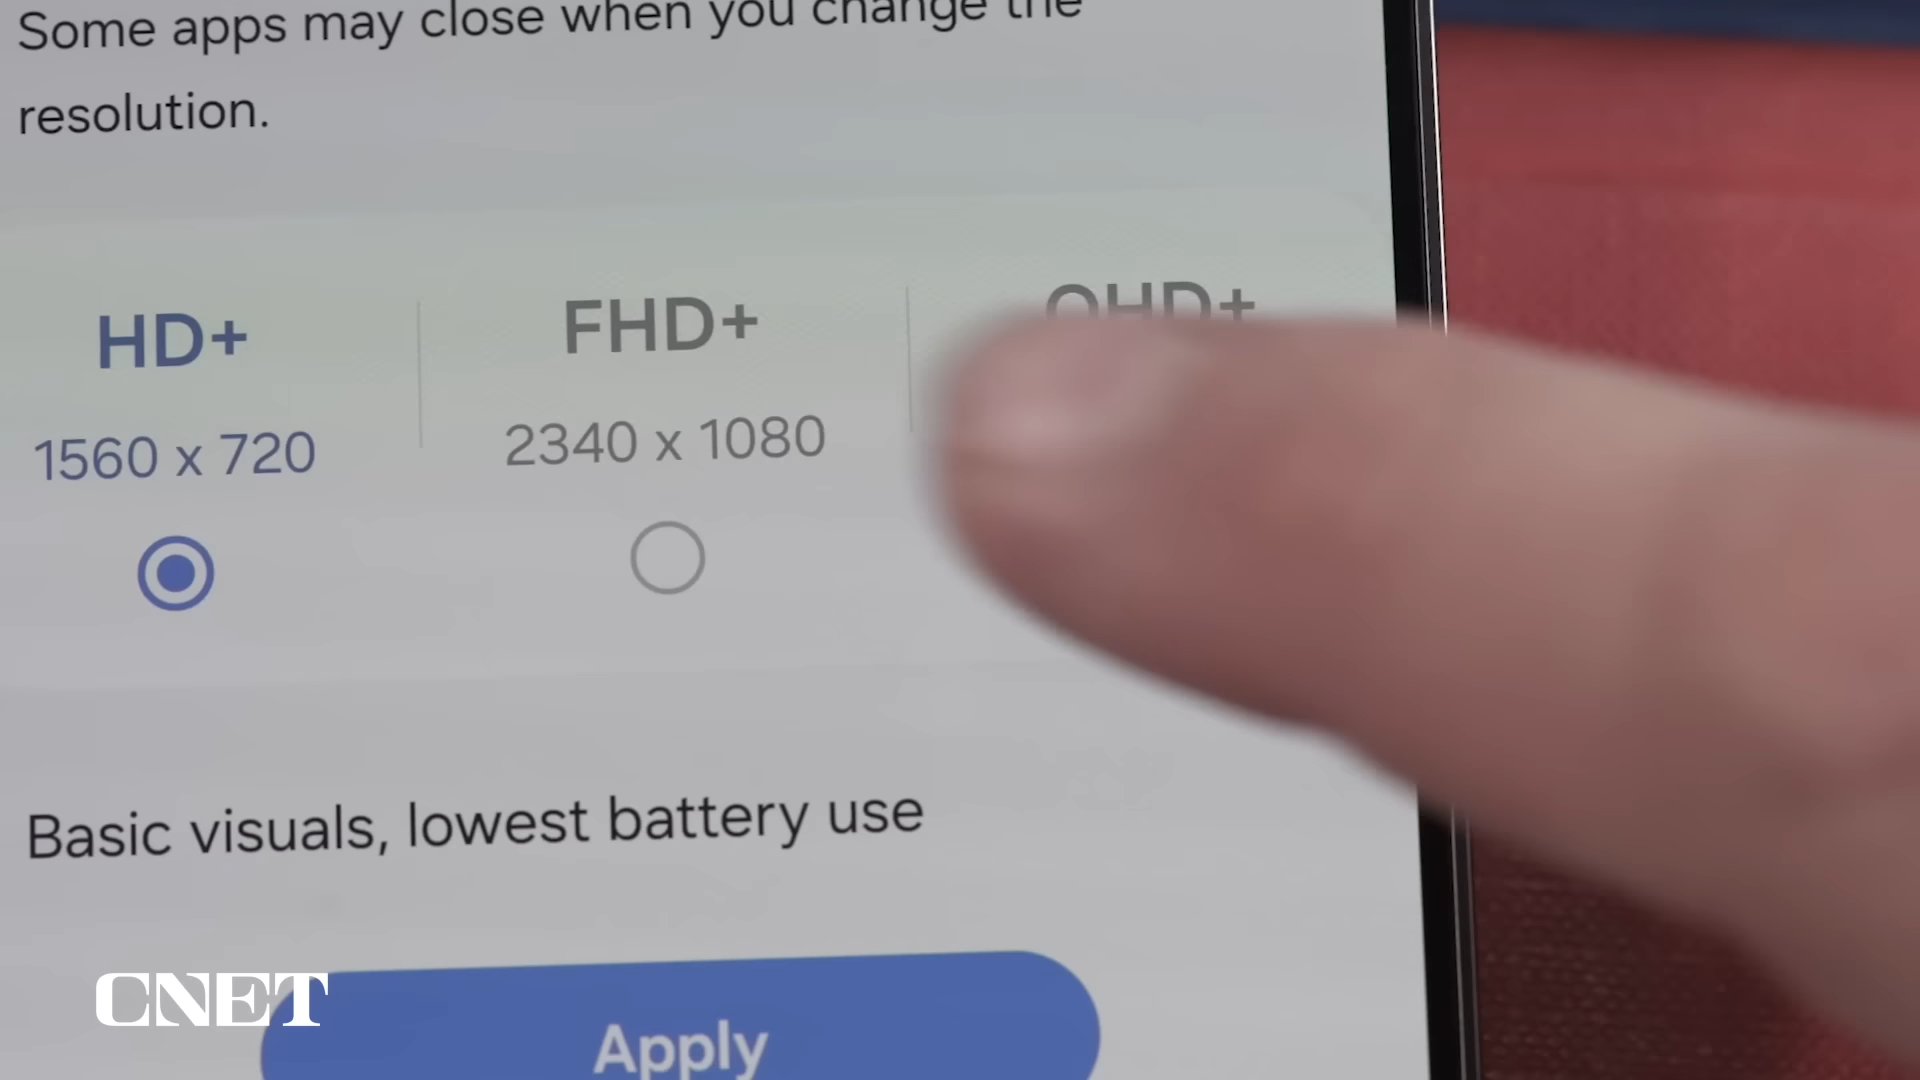 Some apps may close when you change the
resolution.
HD+
FHD+
QHD+
1560 x 720
2340 x 1080
Basic visuals, lowest battery use
Apply
CNET